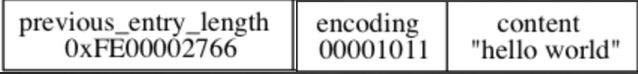 previous_entry_length encoding content
0xFE00002766 00001011 "hello world"